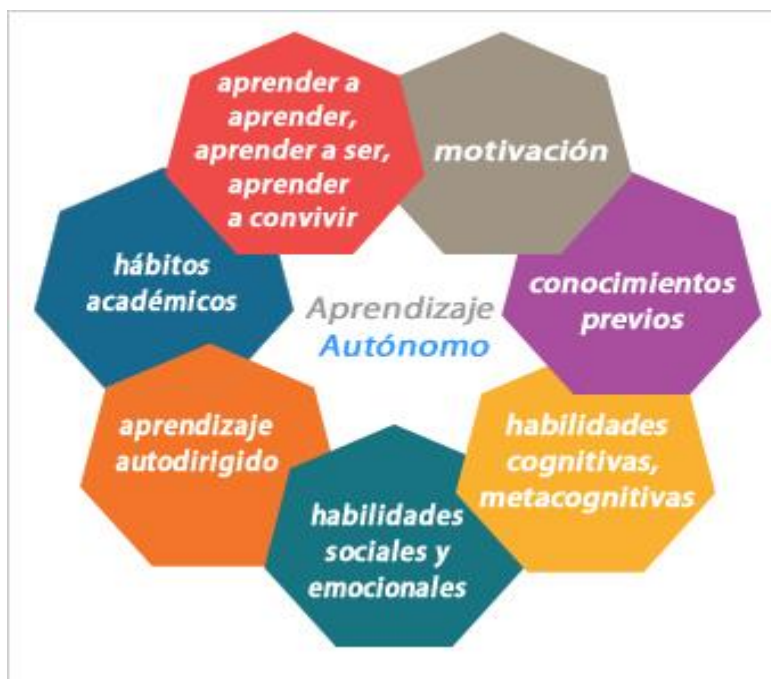 aprender a
aprender,
aprender a ser,
aprender
a convivir
motivación
hábitos
académicos
Aprendizaje
Autónomo
conocimientos
previos
aprendizaje
autodirigido
habilidades
cognitivas,
metacognitivas
habilidades
sociales y
emocionales